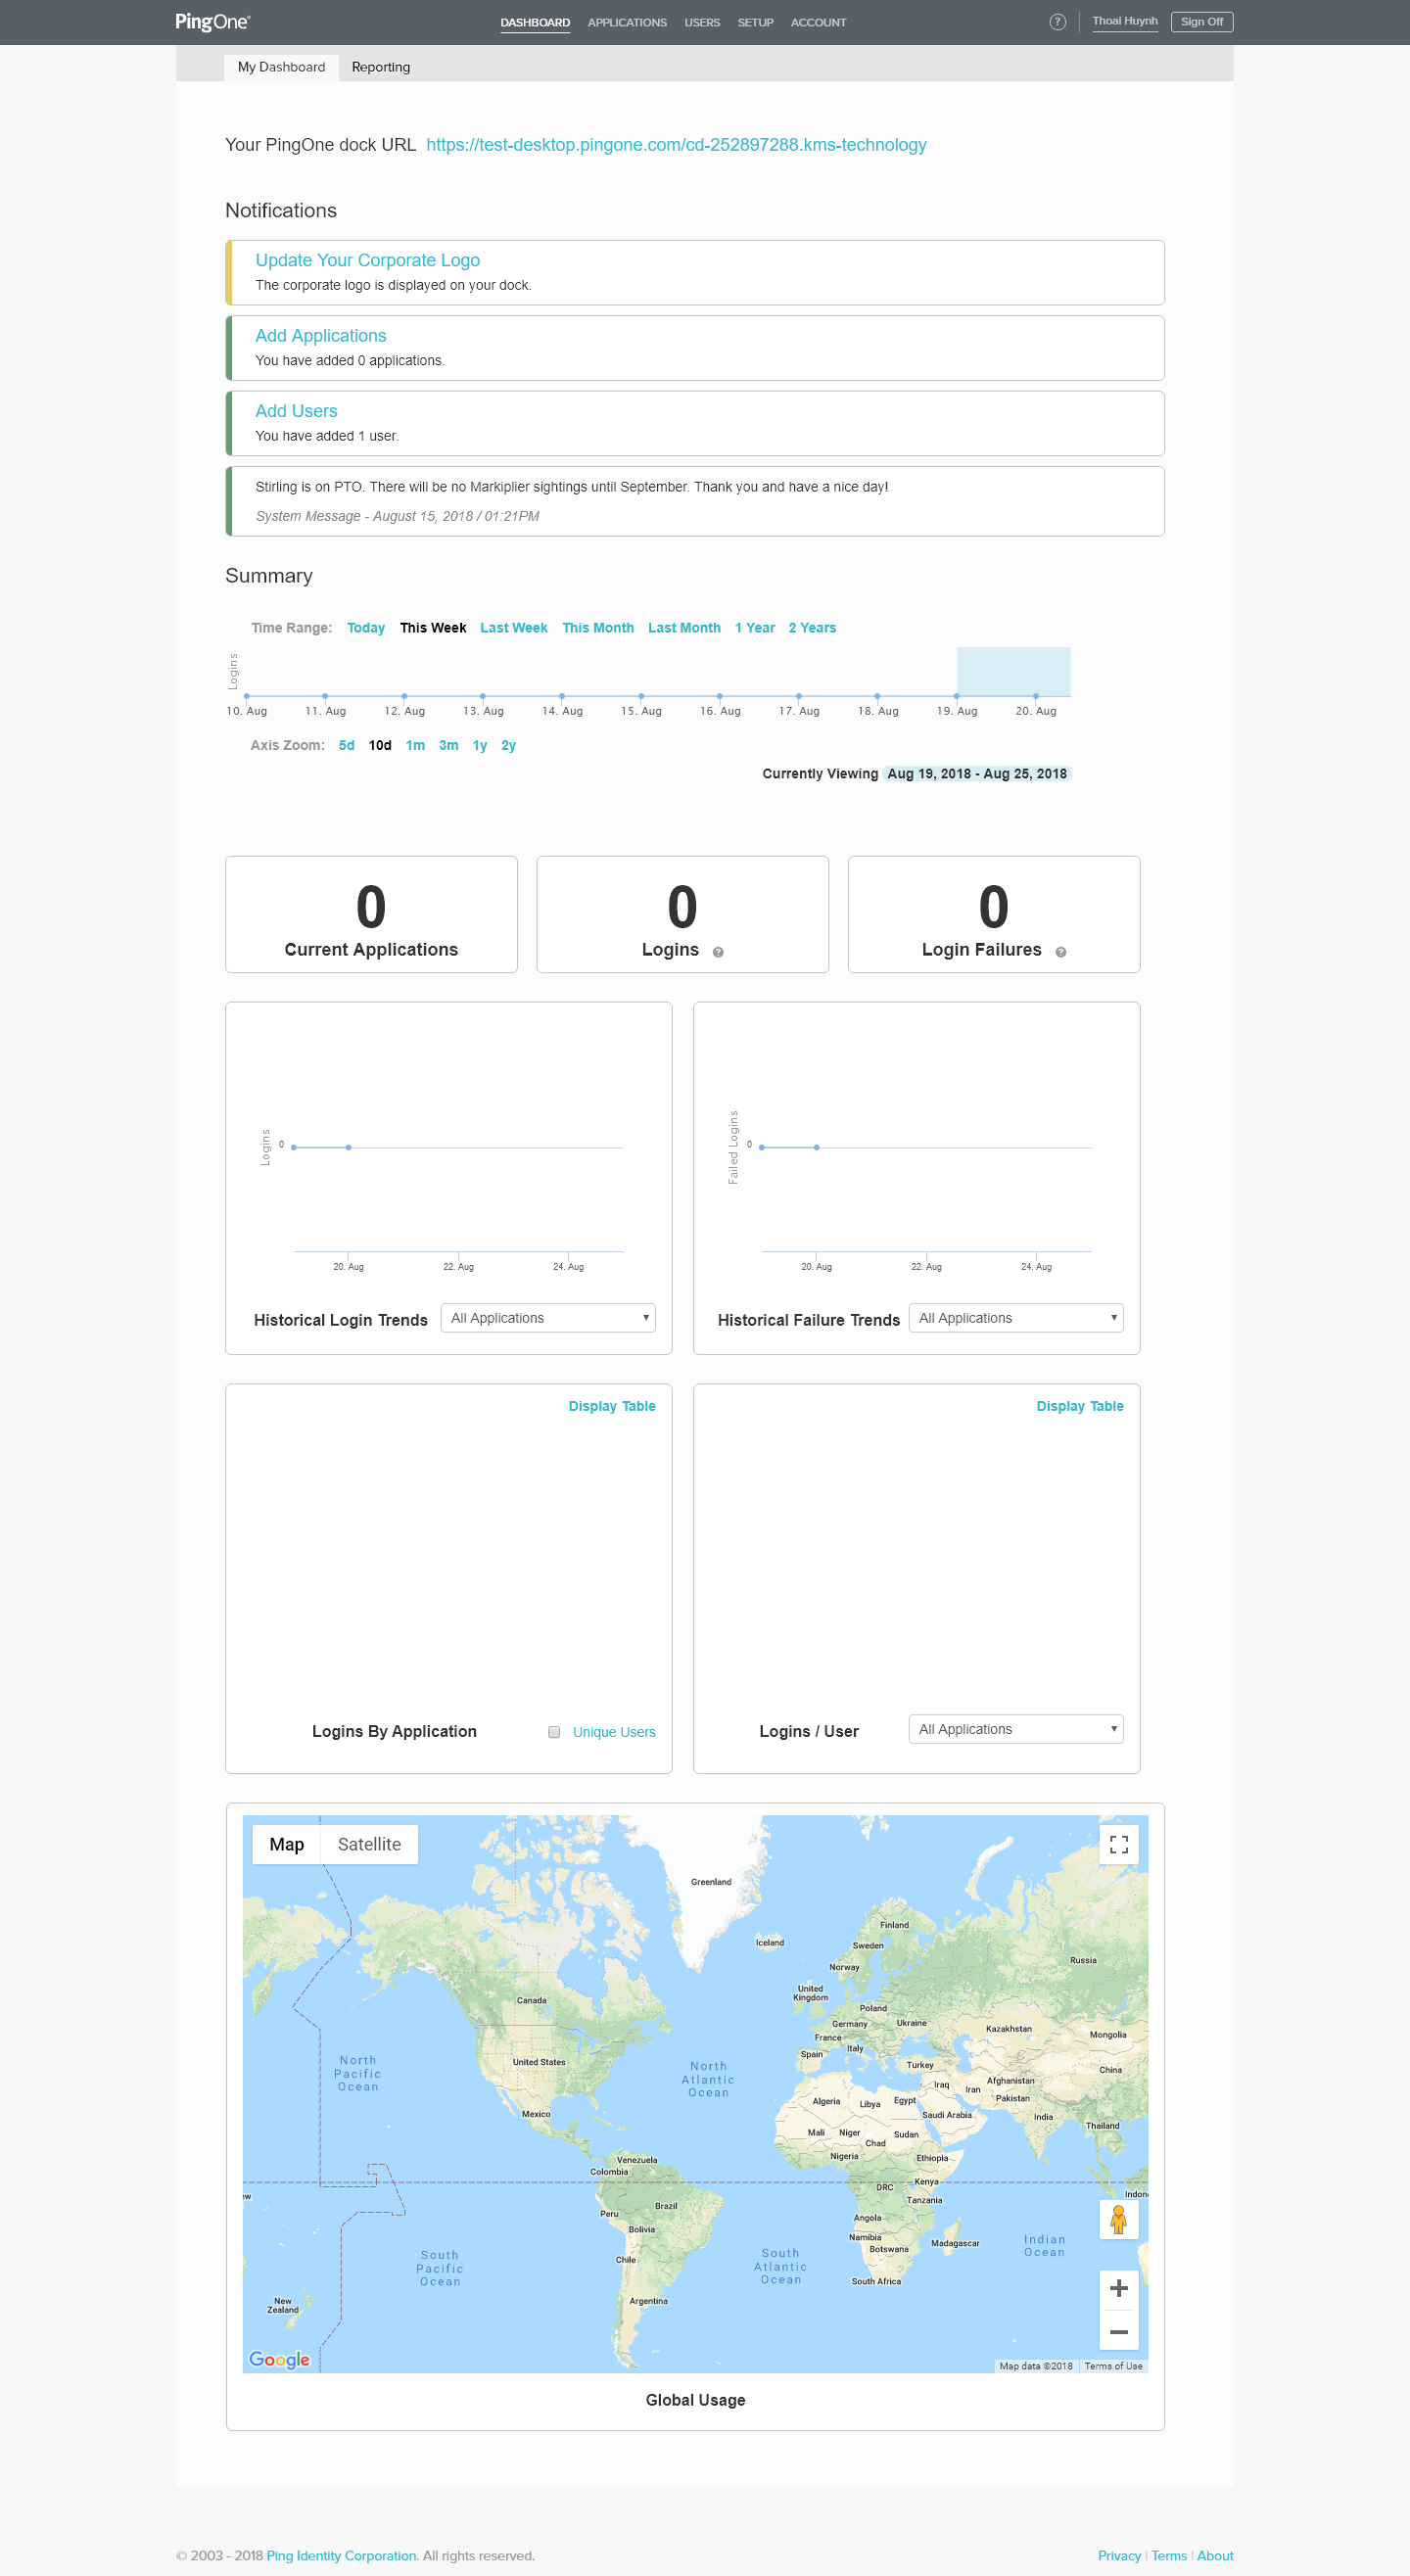 PingOne
DASHBOARD APPLICATIONS USERS SETUP ACCOUNT
? Thoai Huynh Sign Off
My Dashboard Reporting
Your PingOne dock URL https://test-desktop.pingone.com/cd-252897288.kms-technology
Notifications
Update Your Corporate Logo
The corporate logo is displayed on your dock.
Add Applications
You have added 0 applications.
Add Users
You have added 1 user.
Stirling is on PTO. There will be no Markiplier sightings until September. Thank you and have a nice day!
System Message - August 15, 2018 / 01:21PM
Summary
Time Range: Today This Week Last Week This Month Last Month 1 Year 2 Years
Logins
10. Aug 11. Aug 12. Aug 13. Aug 14. Aug 15. Aug 16. Aug 17. Aug 18. Aug 19. Aug 20. Aug
Axis Zoom: 5d 10d 1m 3m 1y 2y
Currently Viewing Aug 19, 2018 - Aug 25, 2018
0
Current Applications
0
Logins ?
0
Login Failures ?
Logins
0
20. Aug 22. Aug 24. Aug
Historical Login Trends All Applications
Failed Logins
0
20. Aug 22. Aug 24. Aug
Historical Failure Trends All Applications
Display Table
Logins By Application Unique Users
Display Table
Logins / User All Applications
Map Satellite
Greenland
Finland
Iceland
Sweden
Russia
Norway
United
Kingdom
Canada
Poland
Germany
Ukraine
Kazakhstan
France
Mongolia
Spain
Italy
United States
North
Pacific
Ocean
North
Atlantic
Ocean
Turkey
China
Iraq
Iran
Afghanistan
Pakistan
Algeria
Libya
Egypt
Mexico
Saudi Arabia
India
Thailand
Mali
Niger
Chad
Sudan
Nigeria
Ethiopia
Venezuela
Colombia
Kenya
DRC
ew
Indon
Tanzania
Brazil
Peru
Angola
Bolivia
Namibia
Botswana
Madagascar
Indian
Ocean
South
Pacific
Ocean
South
Atlantic
Ocean
Chile
South Africa
New
Zealand
Argentina
Google
Map data ©2018 Terms of Use
Global Usage
© 2003 - 2018 Ping Identity Corporation. All rights reserved.
Privacy | Terms | About